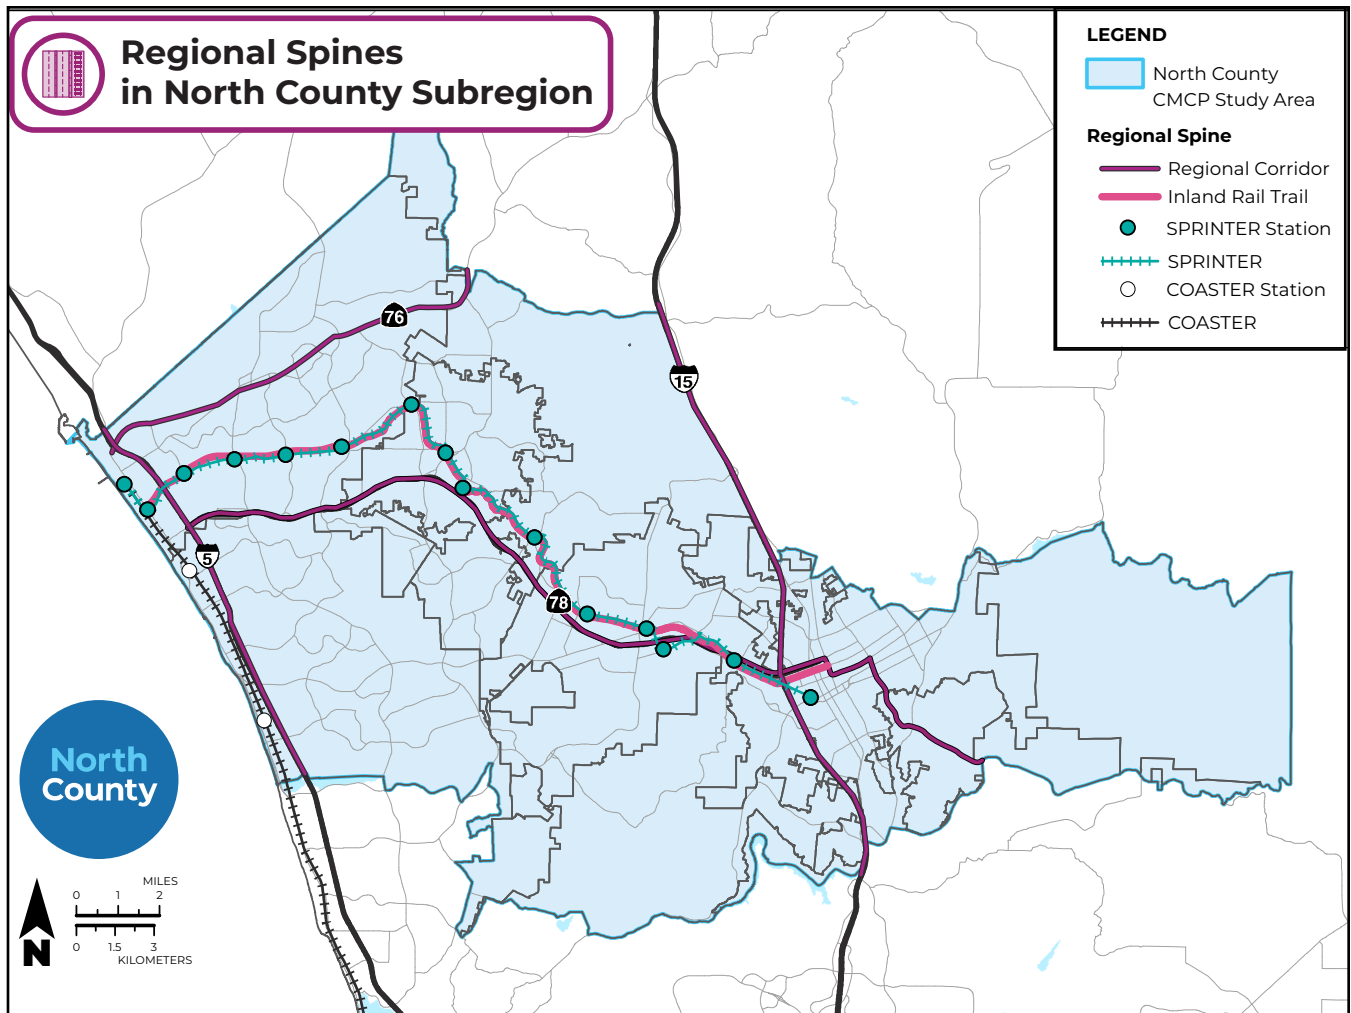 Regional Spines
in North County Subregion
LEGEND
North County
CMCP Study Area
Regional Spine
Regional Corridor
Inland Rail Trail
SPRINTER Station
SPRINTER
COASTER Station
COASTER
76
15
5
78
North
County
MILES
0 1 2
0 1.5 3
KILOMETERS
N